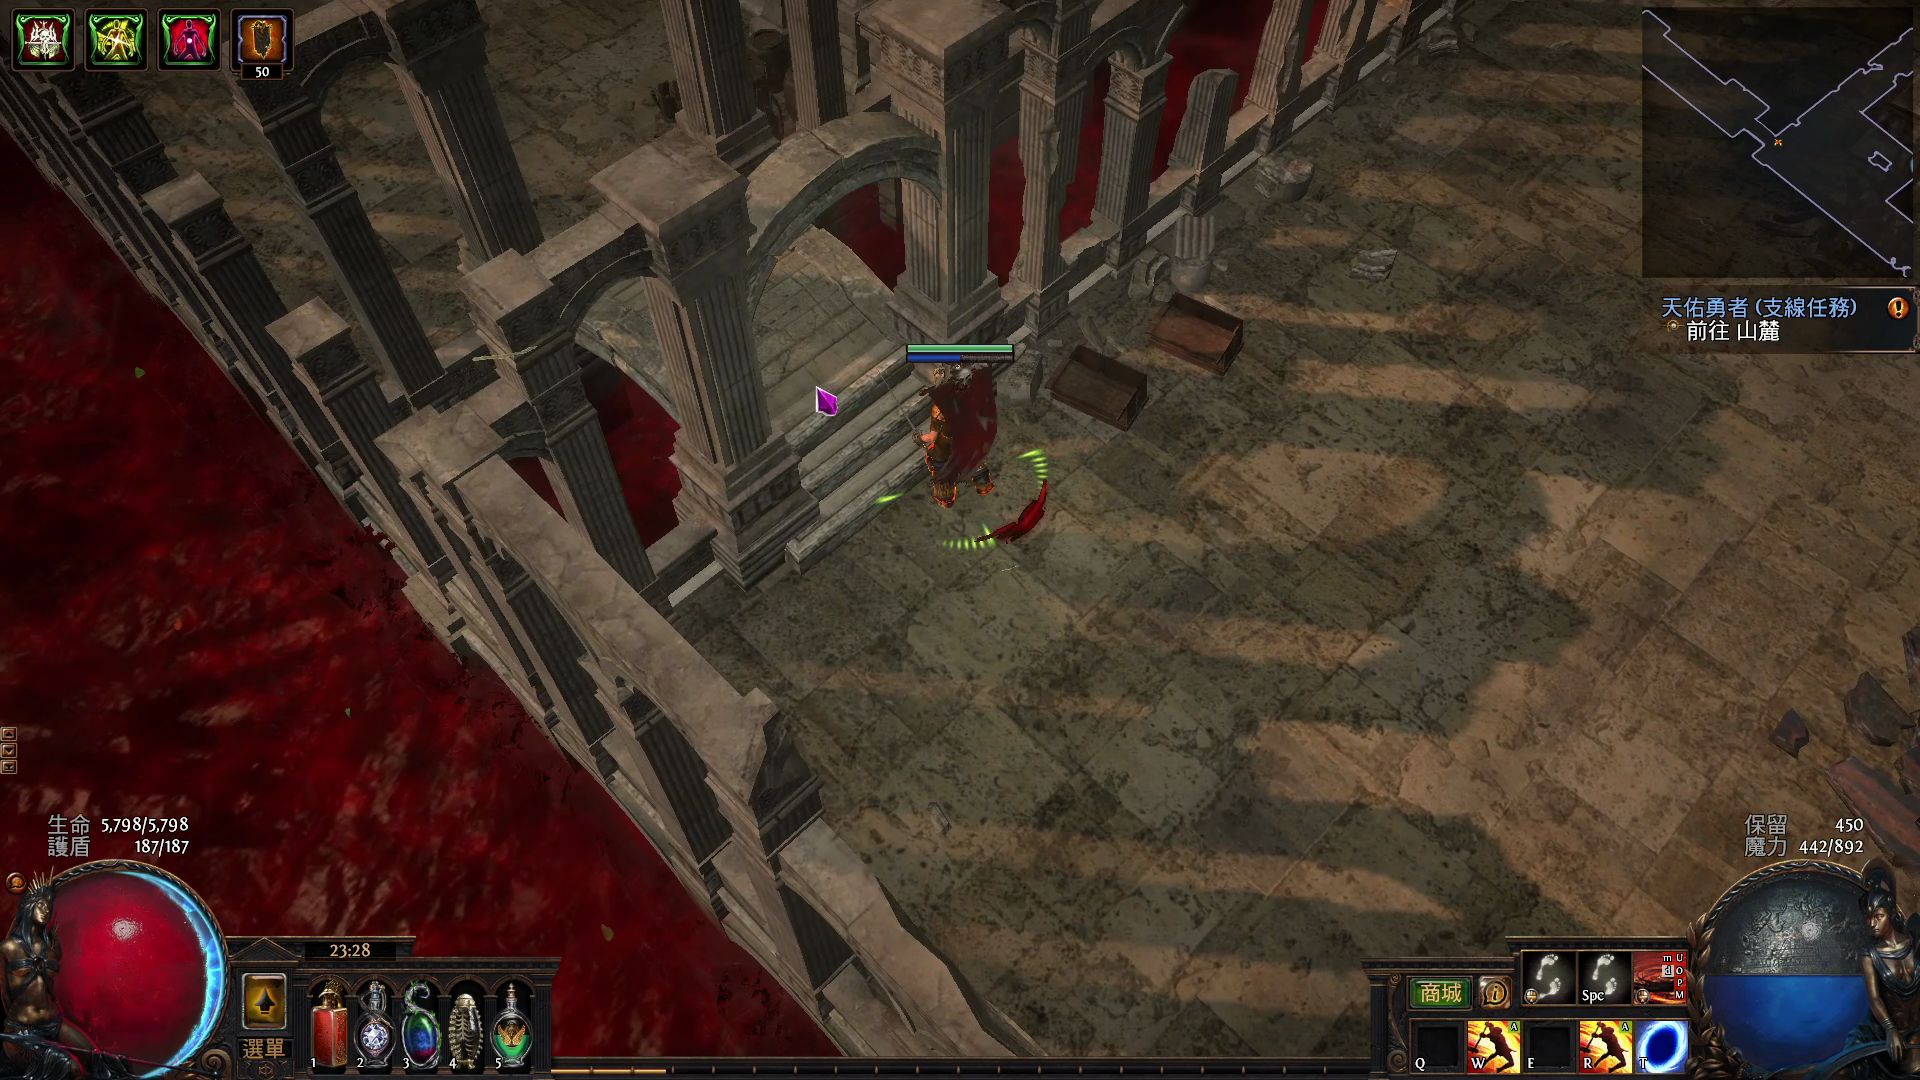 50
天佑勇者 (支線任務)
前往 山麓
生命 5,798/5,798
護盾 187/187
保留 450
魔力 442/892
23:28
選單
1 2 3 4 5
商城
Spc
Q W E R T
A A